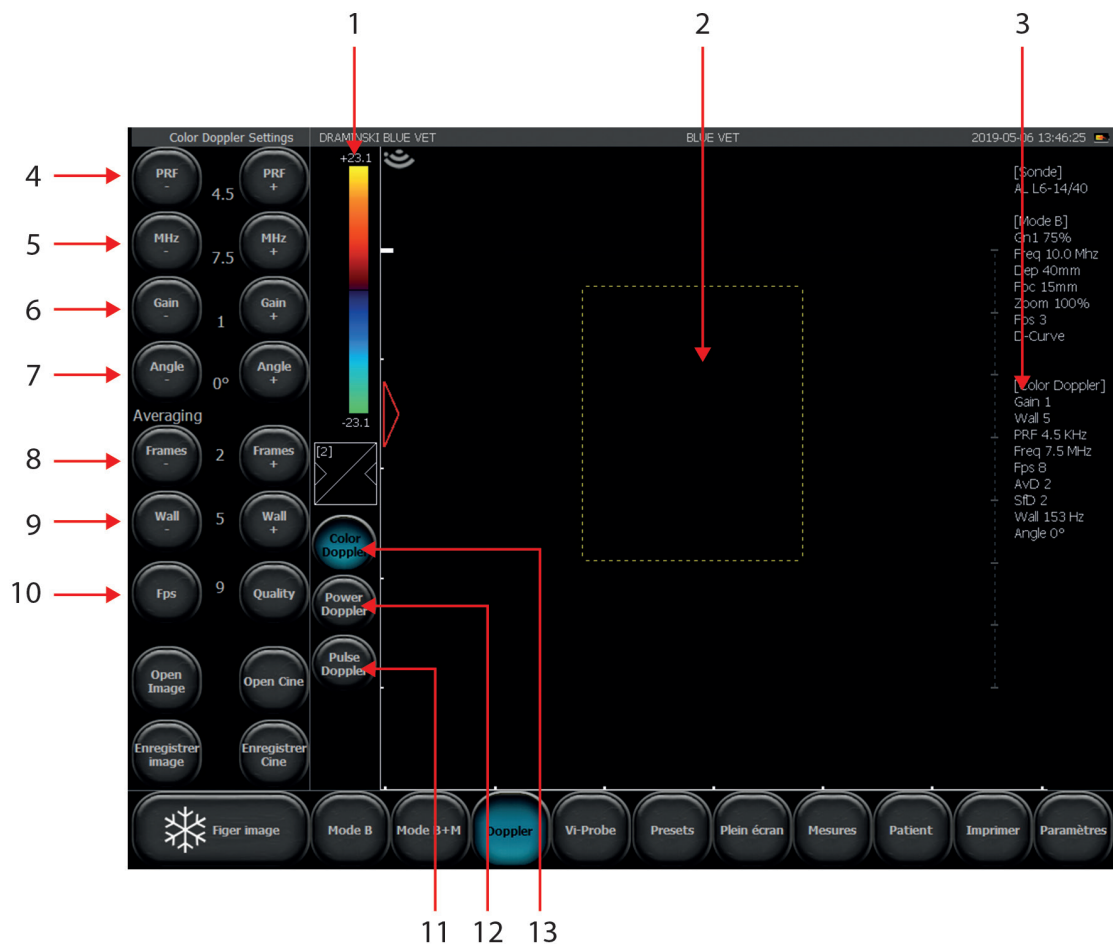 1 2 3
Color Doppler Settings DRAMINSKI BLUE VET BLUE VET 2019-05-06 13:46:25
4
PRF
-
4.5
PRF
+
5
MHz
-
7.5
MHz
+
6
Gain
-
1
Gain
+
7
Angle
-
0°
Angle
+
Averaging
8
Frames
-
2
Frames
+
9
Wall
-
5
Wall
+
10
Fps
9
Quality
Open
Image
Open Cine
Enregistrer
image
Enregistrer
Cine
+23.1
-23.1
[2]
Color
Doppler
Power
Doppler
Pulse
Doppler
[Sonde]
AL L6-14/40
[Mode B]
Gn1 75%
Freq 10.0 Mhz
Dep 40mm
Foc 15mm
Zoom 100%
Fps 3
D-Curve
[Color Doppler]
Gain 1
Wall 5
PRF 4.5 KHz
Freq 7.5 MHz
Fps 8
AvD 2
SfD 2
Wall 153 Hz
Angle 0°
Figer image Mode B Mode B+M Doppler Vi-Probe Presets Plein écran Mesures Patient Imprimer Paramètres
11 12 13